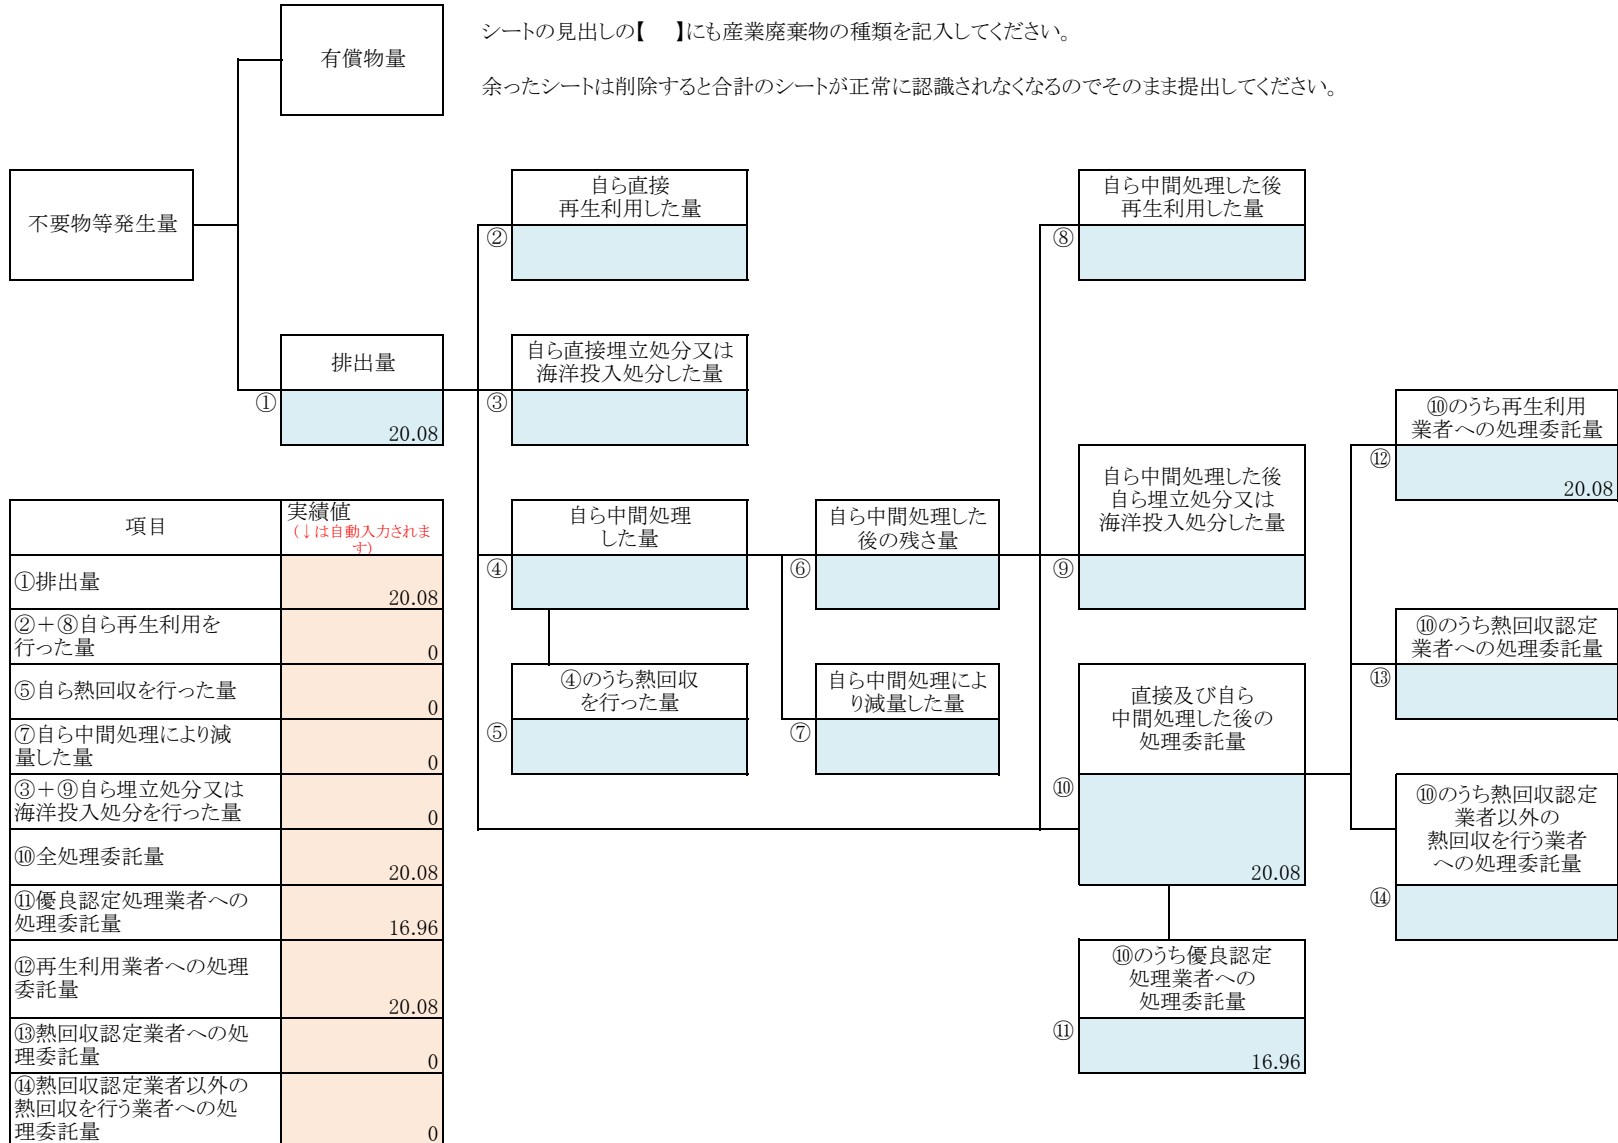 有償物量
シートの見出しの【　】にも産業廃棄物の種類を記入してください。
余ったシートは削除すると合計のシートが正常に認識されなくなるのでそのまま提出してください。
不要物等発生量
自ら直接
再生利用した量
②
自ら中間処理した後
再生利用した量
⑧
排出量
①
20.08
自ら直接埋立処分又は
海洋投入処分した量
③
⑩のうち再生利用
業者への処理委託量
⑫
20.08
自ら中間処理した後
自ら埋立処分又は
海洋投入処分した量
⑨
自ら中間処理
した量
④
自ら中間処理した
後の残さ量
⑥
⑩のうち熱回収認定
業者への処理委託量
⑬
④のうち熱回収
を行った量
⑤
自ら中間処理によ
り減量した量
⑦
直接及び自ら
中間処理した後の
処理委託量
⑩
20.08
⑩のうち熱回収認定
業者以外の
熱回収を行う業者
への処理委託量
⑭
⑩のうち優良認定
処理業者への
処理委託量
⑪
16.96
項目
実績値
(↓は自動入力されま
す)
①排出量
20.08
②＋⑧自ら再生利用を
行った量
0
⑤自ら熱回収を行った量
0
⑦自ら中間処理により減
量した量
0
③＋⑨自ら埋立処分又は
海洋投入処分を行った量
0
⑩全処理委託量
20.08
⑪優良認定処理業者への
処理委託量
16.96
⑫再生利用業者への処理
委託量
20.08
⑬熱回収認定業者への処
理委託量
0
⑭熱回収認定業者以外の
熱回収を行う業者への処
理委託量
0